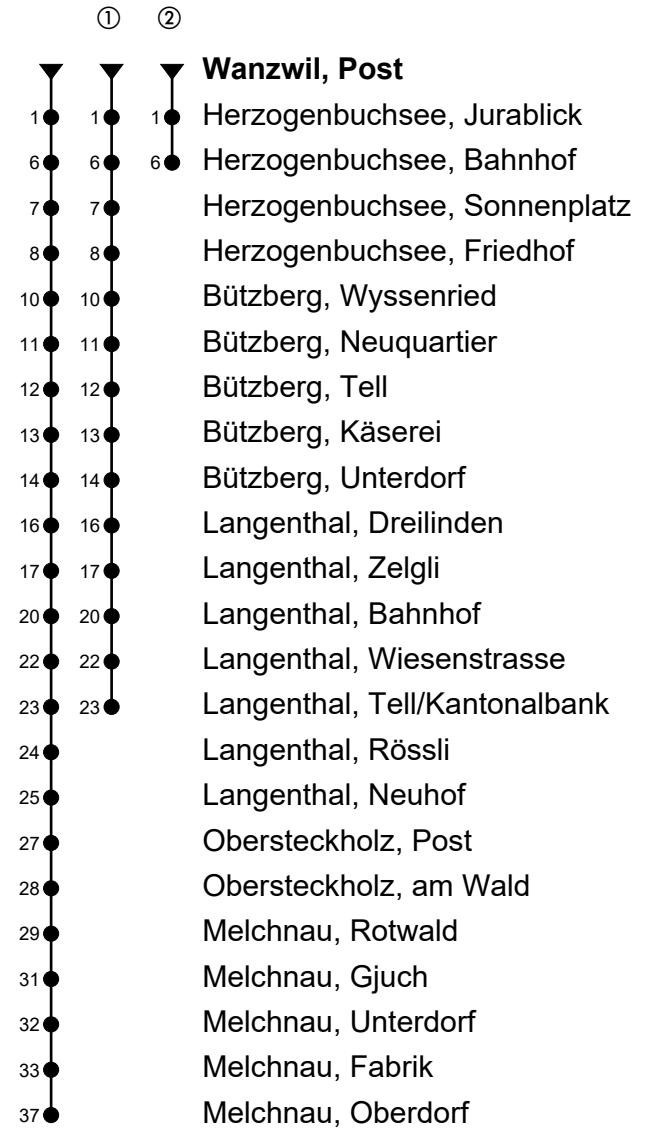 ① ②
Wanzwil, Post
1 1 1 Herzogenbuchsee, Jurablick
6 6 6 Herzogenbuchsee, Bahnhof
7 7 Herzogenbuchsee, Sonnenplatz
8 8 Herzogenbuchsee, Friedhof
10 10 Bützberg, Wyssenried
11 11 Bützberg, Neuquartier
12 12 Bützberg, Tell
13 13 Bützberg, Käserei
14 14 Bützberg, Unterdorf
16 16 Langenthal, Dreilinden
17 17 Langenthal, Zelgli
20 20 Langenthal, Bahnhof
22 22 Langenthal, Wiesenstrasse
23 23 Langenthal, Tell/Kantonalbank
24 Langenthal, Rössli
25 Langenthal, Neuhof
27 Obersteckholz, Post
28 Obersteckholz, am Wald
29 Melchnau, Rotwald
31 Melchnau, Gjuch
32 Melchnau, Unterdorf
33 Melchnau, Fabrik
37 Melchnau, Oberdorf